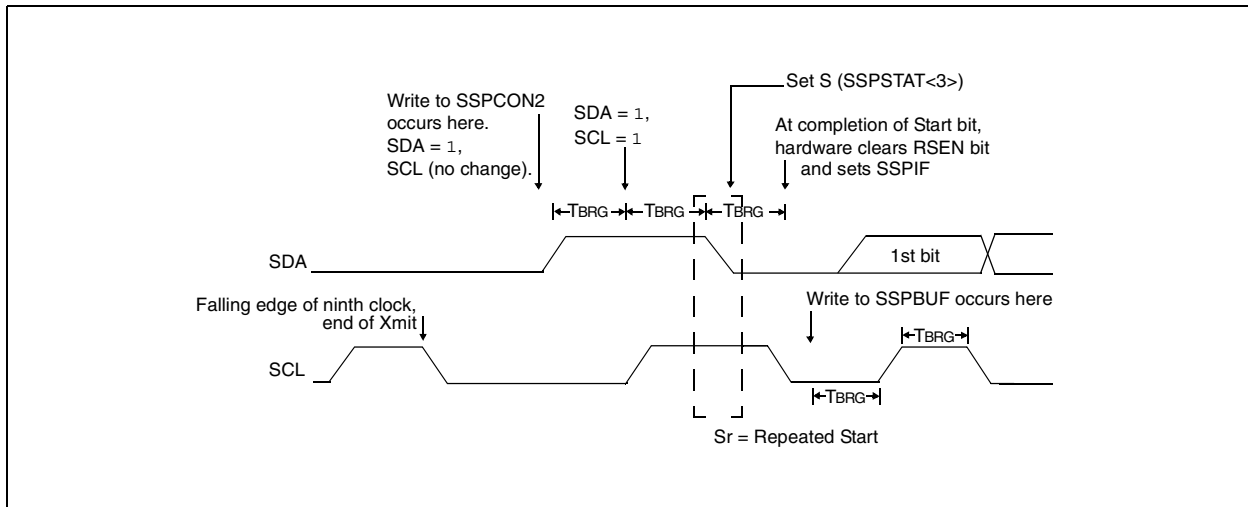 Set S (SSPSTAT<3>)
Write to SSPCON2
occurs here.
SDA = 1,
SCL (no change).
SDA = 1,
SCL = 1
At completion of Start bit,
hardware clears RSEN bit
and sets SSPIF
TBRG
TBRG
TBRG
SDA
1st bit
Falling edge of ninth clock,
end of Xmit
Write to SSPBUF occurs here
TBRG
SCL
TBRG
Sr = Repeated Start